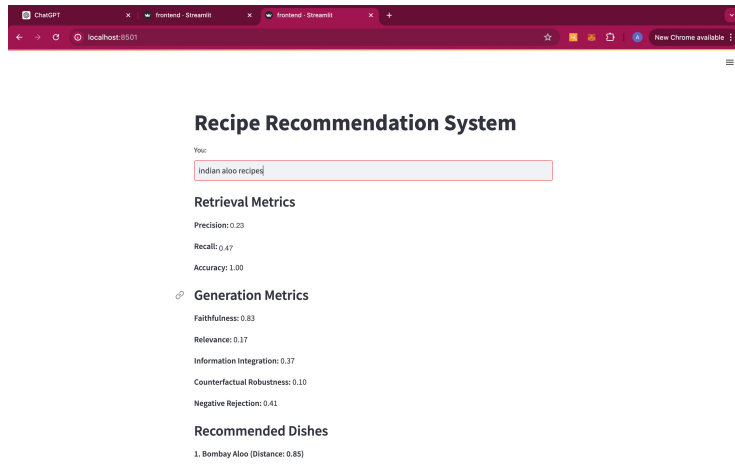 ChatGPT
frontend · Streamlit
frontend · Streamlit
localhost:8501
A
New Chrome available
Recipe Recommendation System
You:
indian aloo recipes
Retrieval Metrics
Precision: 0.23
Recall: 0.47
Accuracy: 1.00
Generation Metrics
Faithfulness: 0.83
Relevance: 0.17
Information Integration: 0.37
Counterfactual Robustness: 0.10
Negative Rejection: 0.41
Recommended Dishes
1. Bombay Aloo (Distance: 0.85)